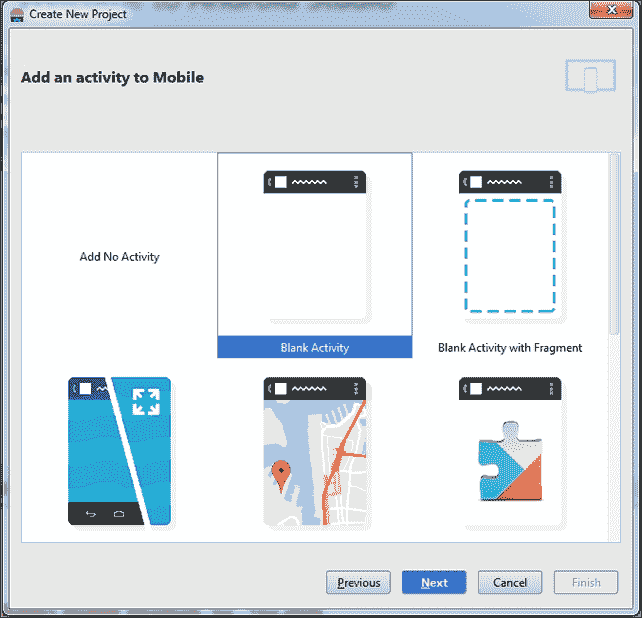 Create New Project
Add an activity to Mobile
Add No Activity
Blank Activity
Blank Activity with Fragment
Previous
Next
Cancel
Finish